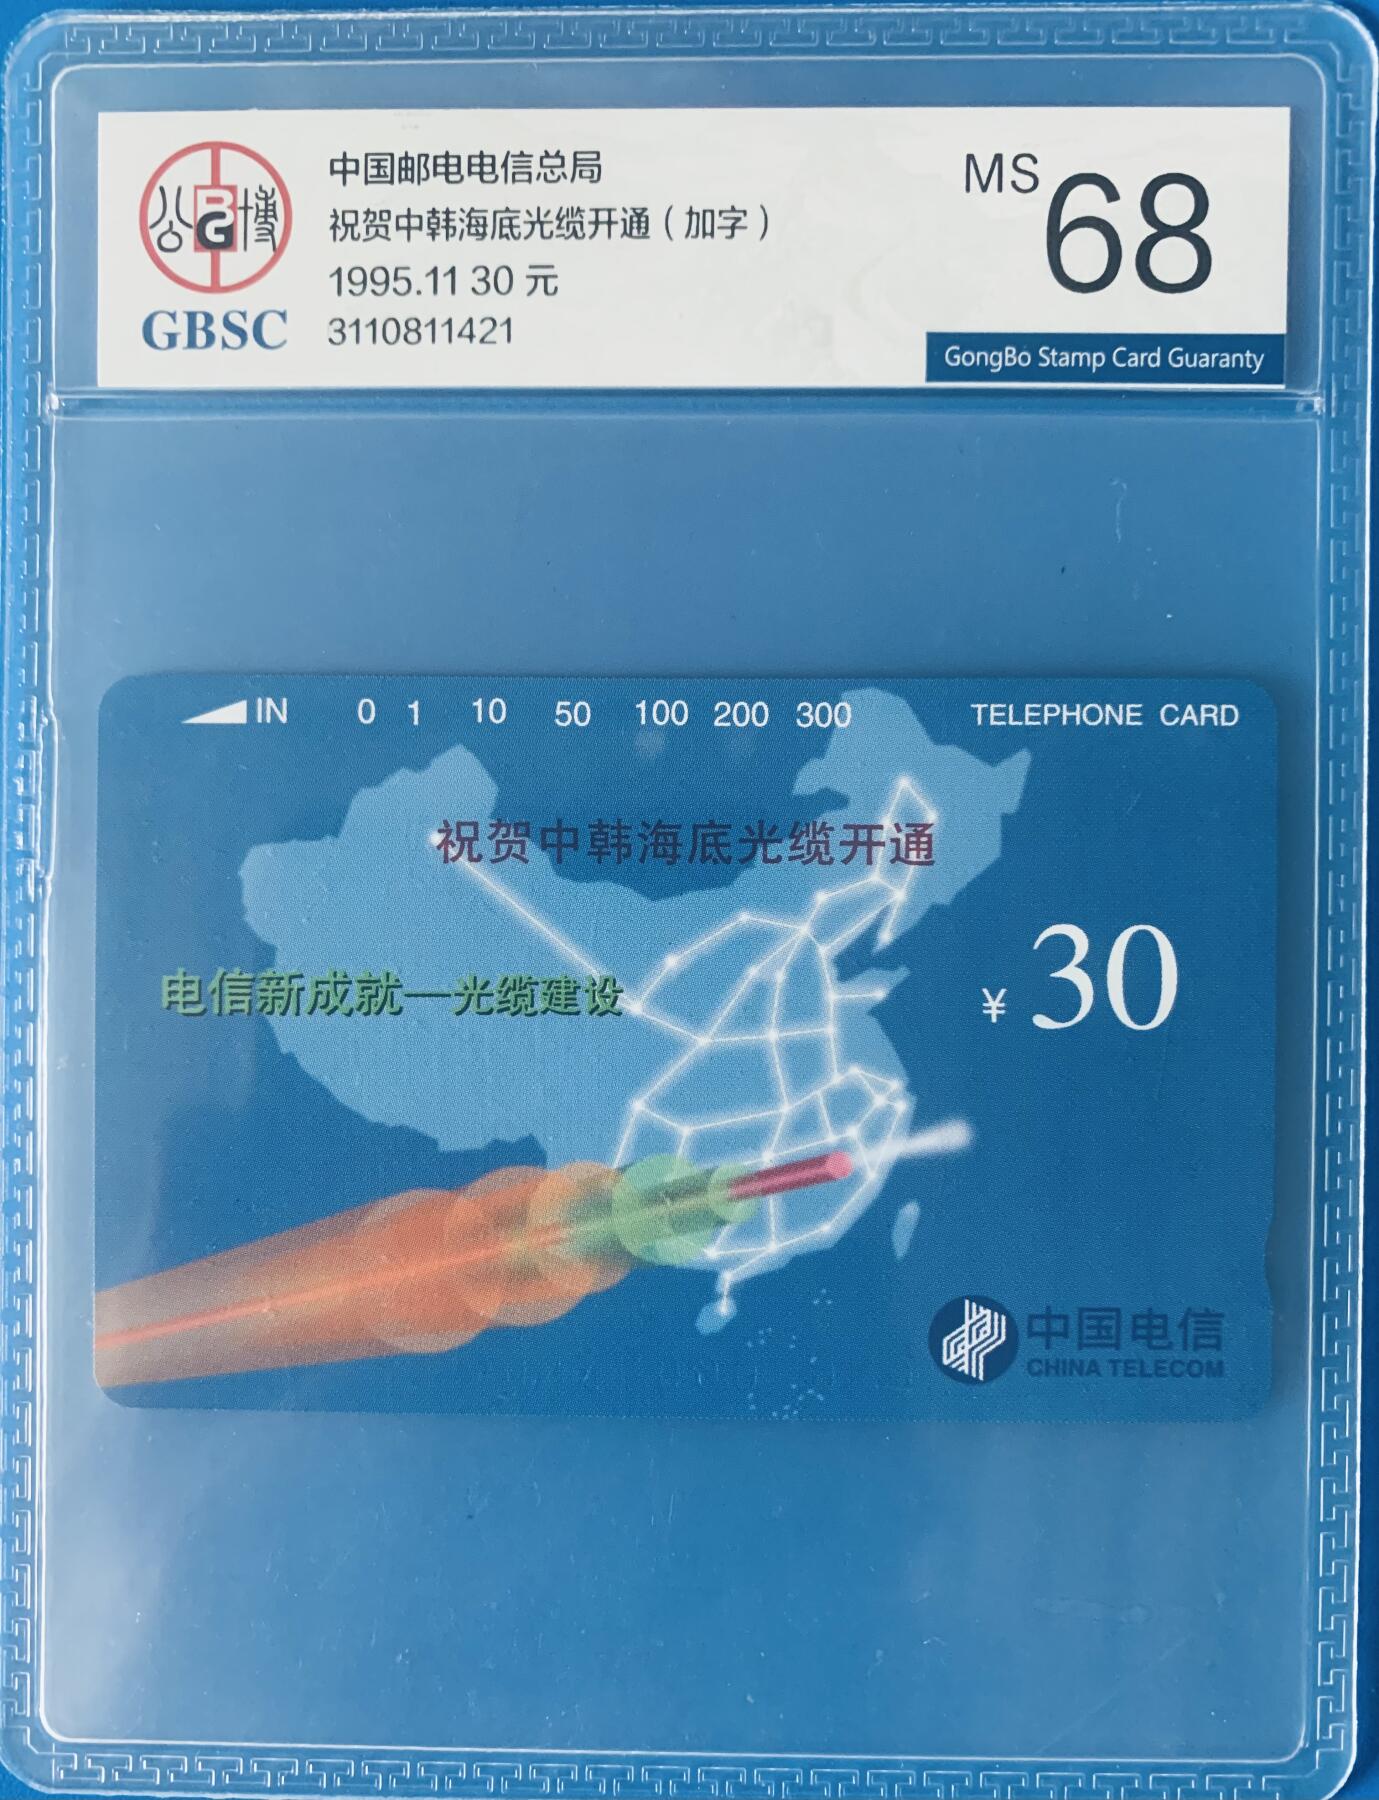 公博
BG
GBSC
中国邮电电信总局
祝贺中韩海底光缆开通（加字）
1995.11 30 元
3110811421
MS 68
GongBo Stamp Card Guaranty
IN 0 1 10 50 100 200 300 TELEPHONE CARD
祝贺中韩海底光缆开通
电信新成就—光缆建设
¥ 30
中国电信
CHINA TELECOM